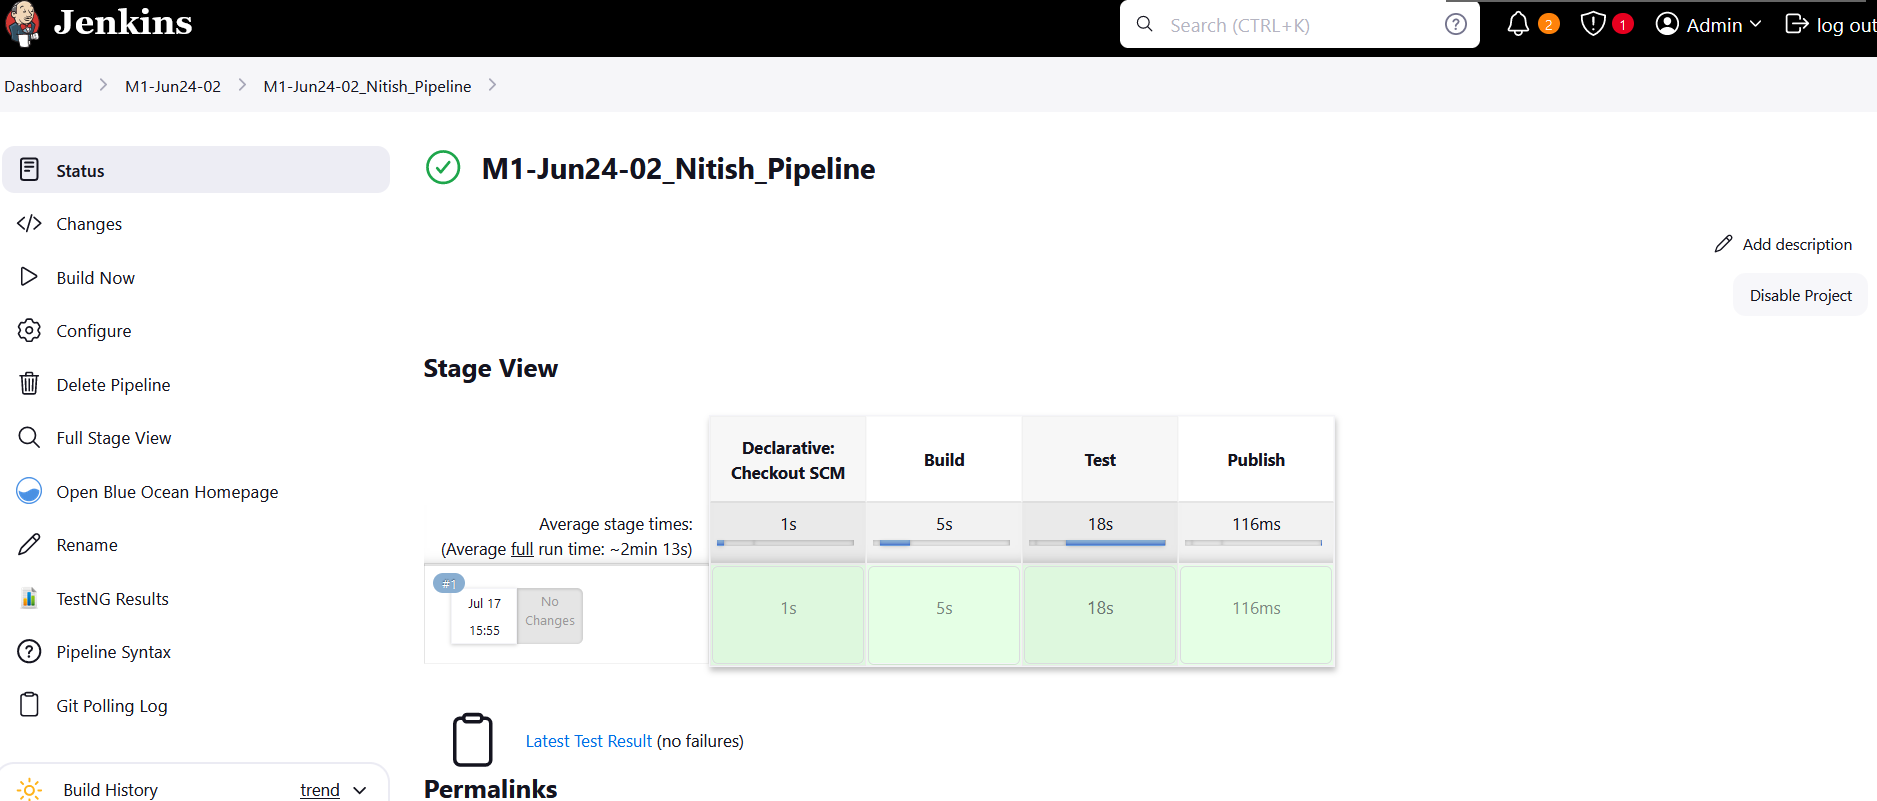 Jenkins
Search (CTRL+K)
2
1
Admin
log out
Dashboard
M1-Jun24-02
M1-Jun24-02_Nitish_Pipeline
Status
Changes
Build Now
Configure
Delete Pipeline
Full Stage View
Open Blue Ocean Homepage
Rename
TestNG Results
Pipeline Syntax
Git Polling Log
Build History
trend
M1-Jun24-02_Nitish_Pipeline
Add description
Disable Project
Stage View
Declarative:
Checkout SCM
Build
Test
Publish
Average stage times:
(Average full run time: ~2min 13s)
1s
5s
18s
116ms
#1
Jul 17
15:55
No
Changes
1s
5s
18s
116ms
Latest Test Result (no failures)
Permalinks